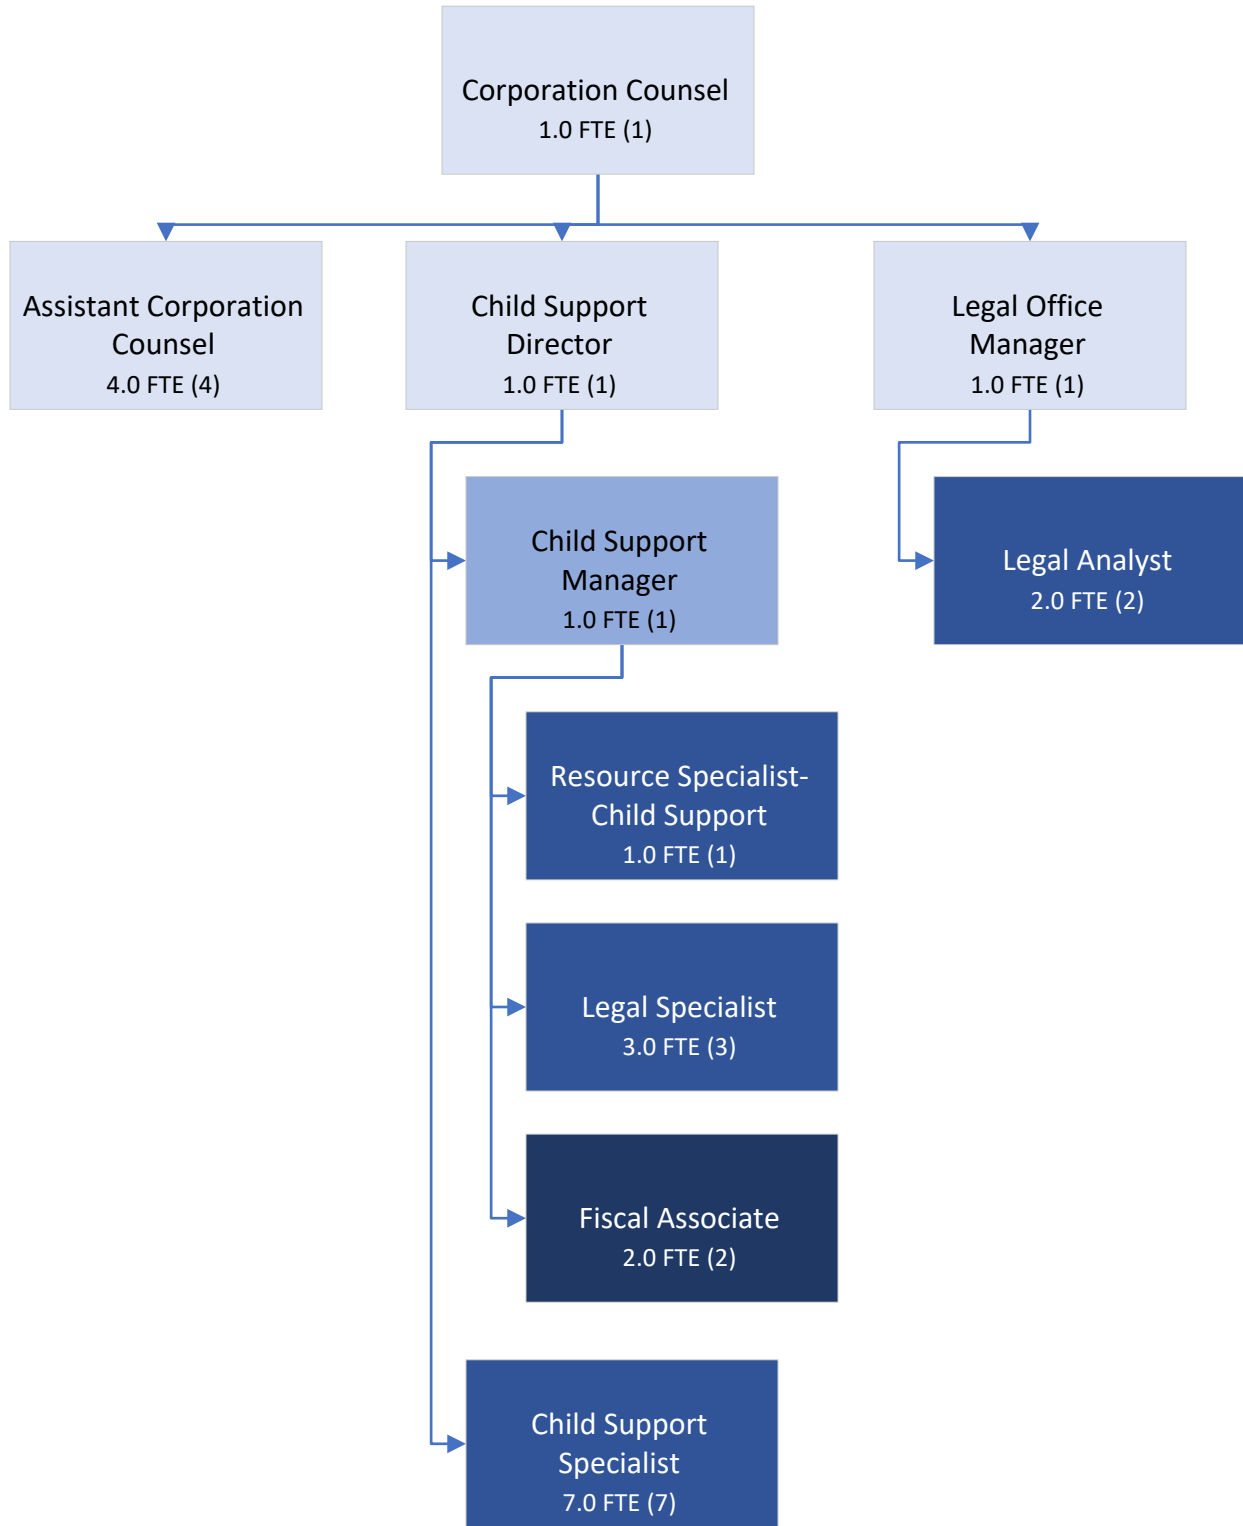 Corporation Counsel
1.0 FTE (1)
Assistant Corporation
Counsel
4.0 FTE (4)
Child Support
Director
1.0 FTE (1)
Legal Office
Manager
1.0 FTE (1)
Child Support
Manager
1.0 FTE (1)
Legal Analyst
2.0 FTE (2)
Resource Specialist-
Child Support
1.0 FTE (1)
Legal Specialist
3.0 FTE (3)
Fiscal Associate
2.0 FTE (2)
Child Support
Specialist
7.0 FTE (7)